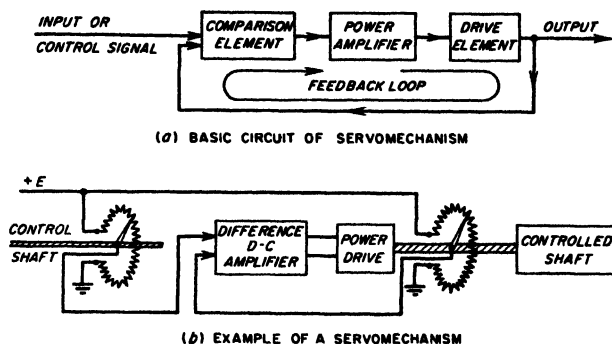 INPUT OR
CONTROL SIGNAL
COMPARISON
ELEMENT
POWER
AMPLIFIER
DRIVE
ELEMENT
OUTPUT
FEEDBACK LOOP
(a) BASIC CIRCUIT OF SERVOMECHANISM
+E
CONTROL
SHAFT
DIFFERENCE
D-C
AMPLIFIER
POWER
DRIVE
CONTROLLED
SHAFT
(b) EXAMPLE OF A SERVOMECHANISM